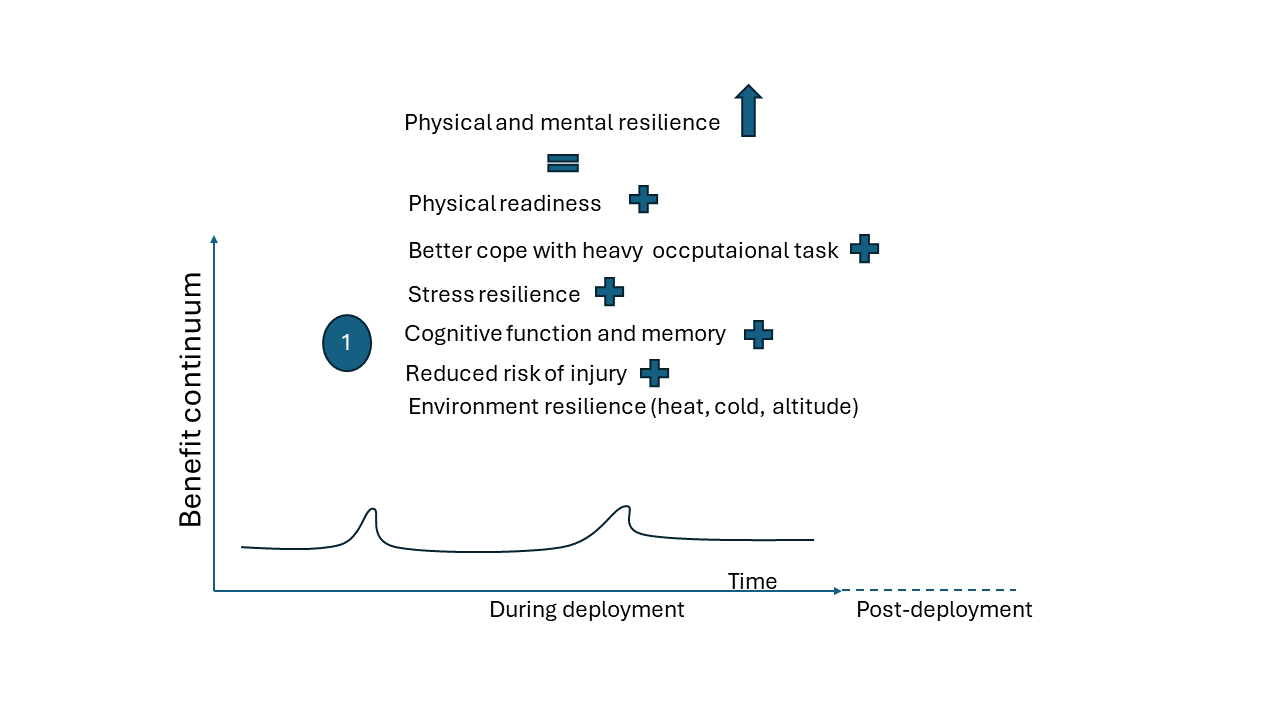 Physical and mental resilience
Physical readiness
Better cope with heavy occputaional task
Stress resilience
Cognitive function and memory
1
Reduced risk of injury
Environment resilience (heat, cold, altitude)
Benefit continuum
Time
During deployment
Post-deployment